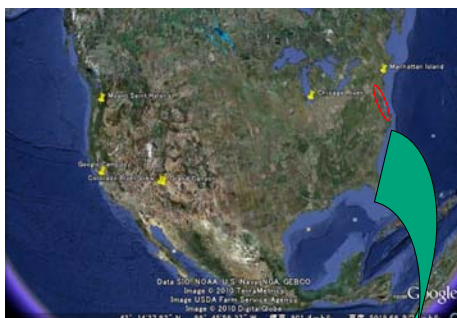 Manhattan Island
Mount Saint Helens
Chicago River
Google Campus
Colorado River View
Grand Canyon
Data SIO, NOAA, U.S. Navy, NGA, GEBCO
Image © 2010 TerraMetrics
Image USDA Farm Service Agency
Image © 2010 DigitalGlobe
Google